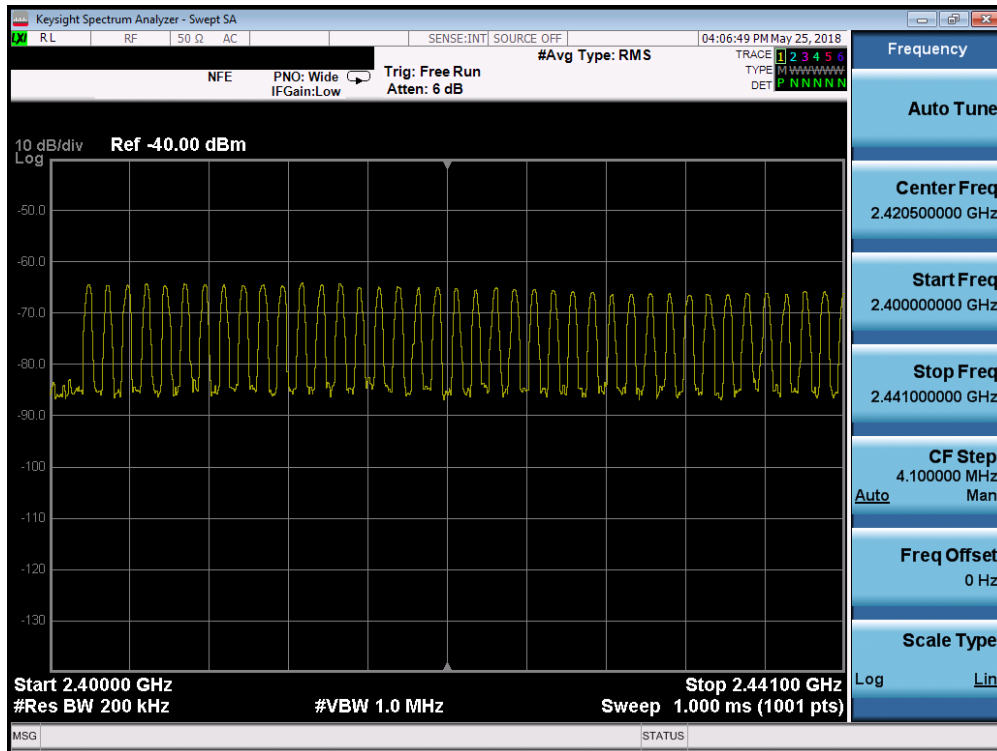 Keysight Spectrum Analyzer - Swept SA
LXI RL RF 50 Ω AC SENSE:INT SOURCE OFF 04:06:49 PM May 25, 2018
#Avg Type: RMS
NFE PNO: Wide Trig: Free Run
IFGain:Low Atten: 6 dB
TRACE 1 2 3 4 5 6
TYPE M W W W W W
DET P N N N N N
10 dB/div Ref -40.00 dBm
Log
-50.0
-60.0
-70.0
-80.0
-90.0
-100
-110
-120
-130
Start 2.40000 GHz Stop 2.44100 GHz
#Res BW 200 kHz #VBW 1.0 MHz Sweep 1.000 ms (1001 pts)
MSG STATUS
Frequency
Auto Tune
Center Freq
2.420500000 GHz
Start Freq
2.400000000 GHz
Stop Freq
2.441000000 GHz
CF Step
4.100000 MHz
Auto Man
Freq Offset
0 Hz
Scale Type
Log Lin